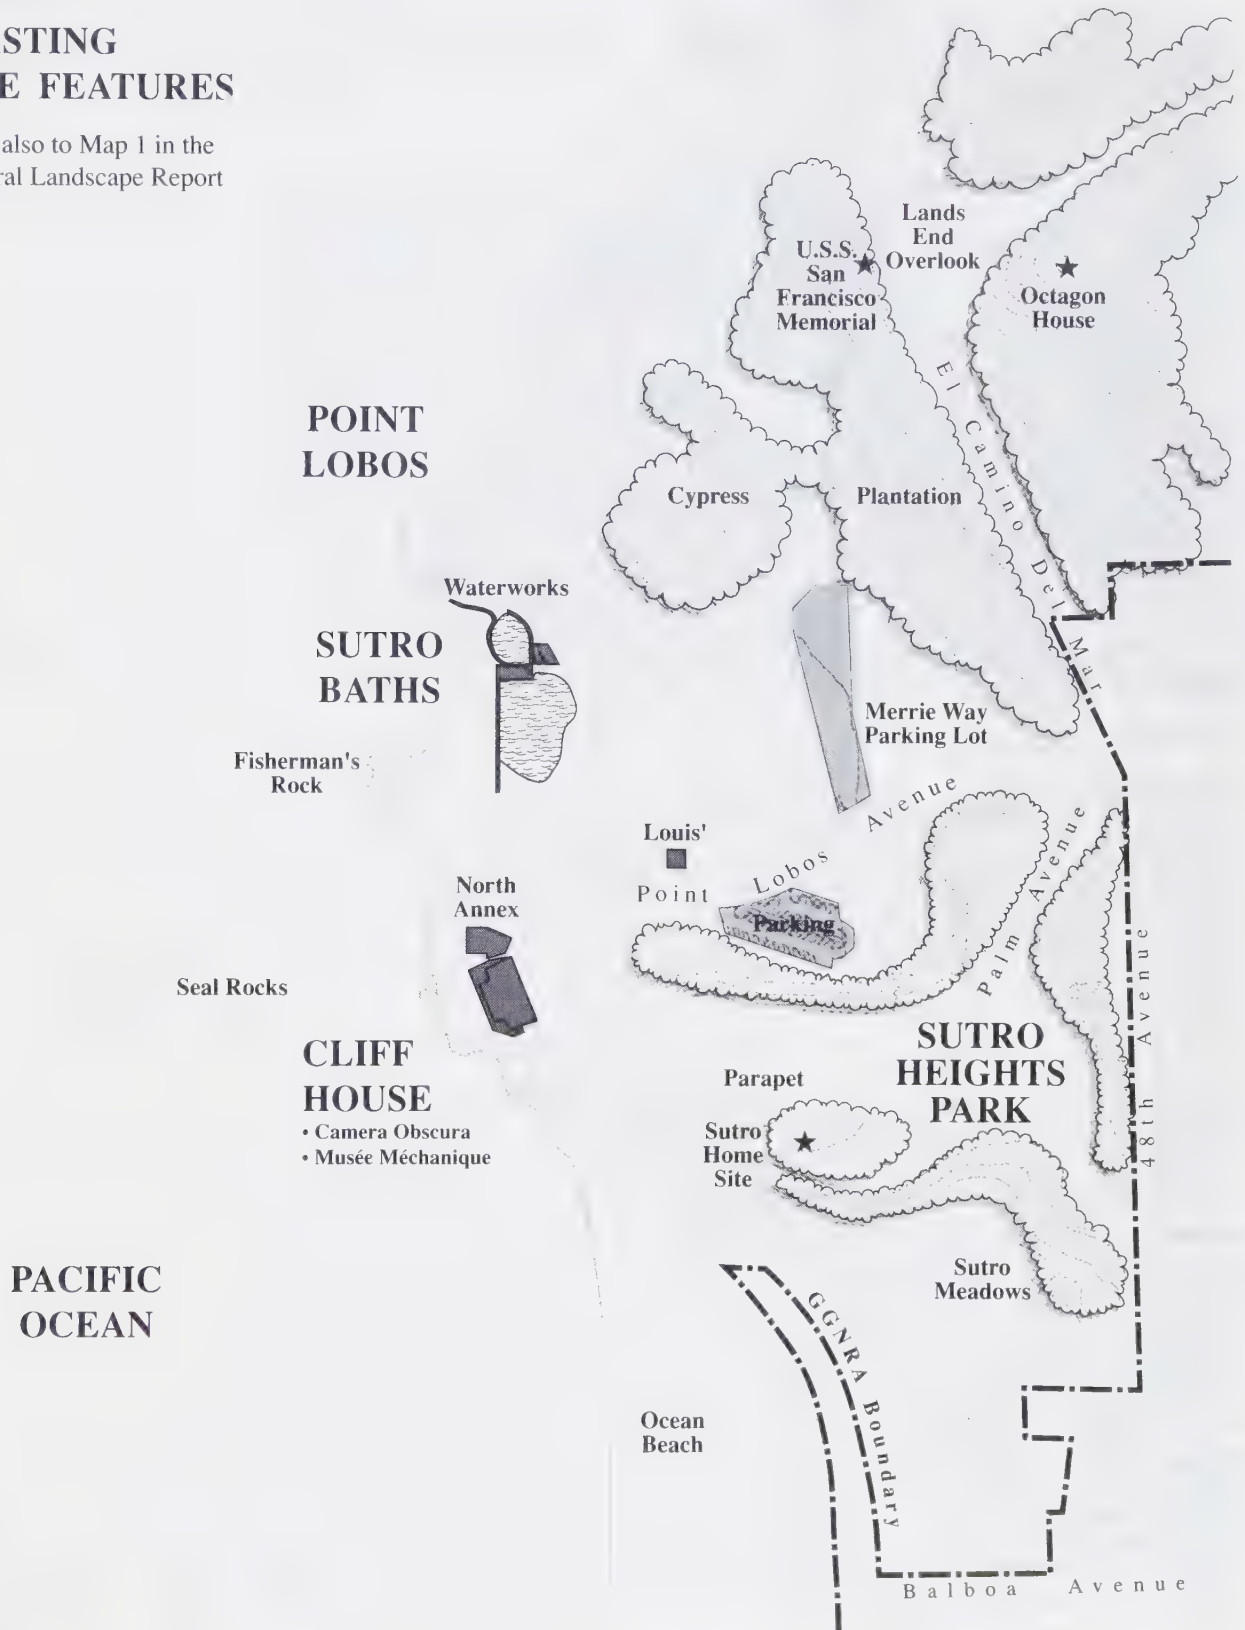 STING
E FEATURES
also to Map 1 in the
ral Landscape Report
Lands
End
Overlook
U.S.S.
San
Francisco
Memorial
Octagon
House
El Camino Del Mar
POINT
LOBOS
Cypress
Plantation
Waterworks
SUTRO
BATHS
Merrie Way
Parking Lot
Fisherman's
Rock
Louis'
Point Lobos Avenue
Parking
Palm Avenue
North
Annex
Seal Rocks
48th Avenue
CLIFF
HOUSE
• Camera Obscura
• Musée Méchanique
SUTRO
HEIGHTS
PARK
Parapet
Sutro
Home
Site
Sutro
Meadows
PACIFIC
OCEAN
GGNRA Boundary
Ocean
Beach
Balboa Avenue